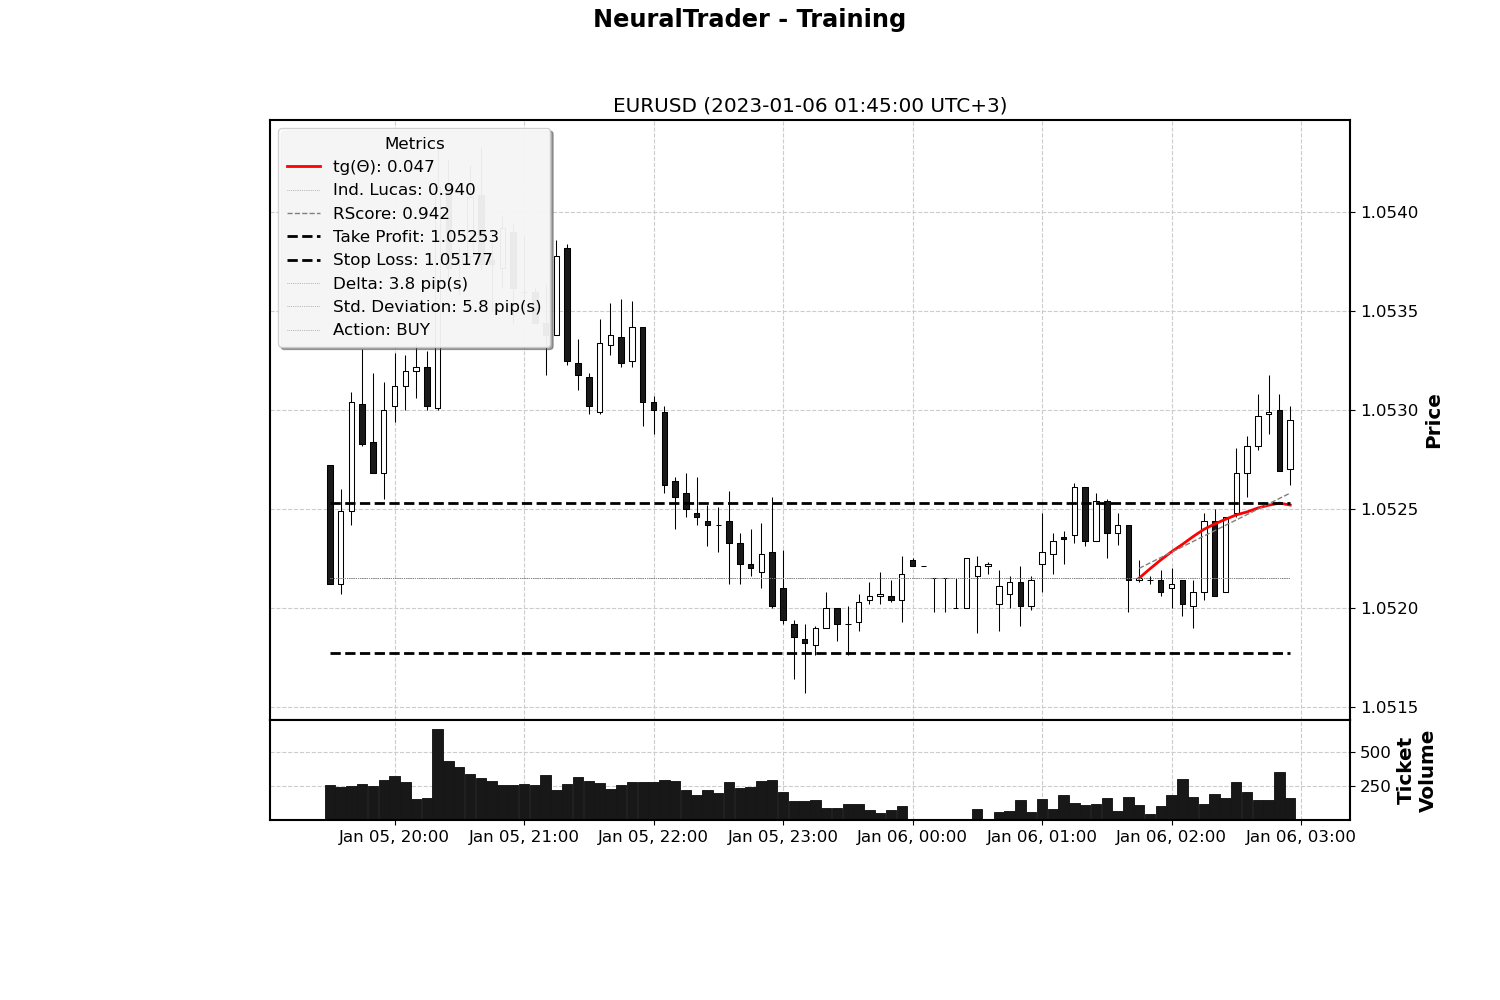 NeuralTrader - Training
EURUSD (2023-01-06 01:45:00 UTC+3)
Metrics
tg(Θ): 0.047
Ind. Lucas: 0.940
RScore: 0.942
Take Profit: 1.05253
Stop Loss: 1.05177
Delta: 3.8 pip(s)
Std. Deviation: 5.8 pip(s)
Action: BUY
1.0540
1.0535
1.0530
1.0525
1.0520
1.0515
Price
500
250
Ticket
Volume
Jan 05, 20:00 Jan 05, 21:00 Jan 05, 22:00 Jan 05, 23:00 Jan 06, 00:00 Jan 06, 01:00 Jan 06, 02:00 Jan 06, 03:00